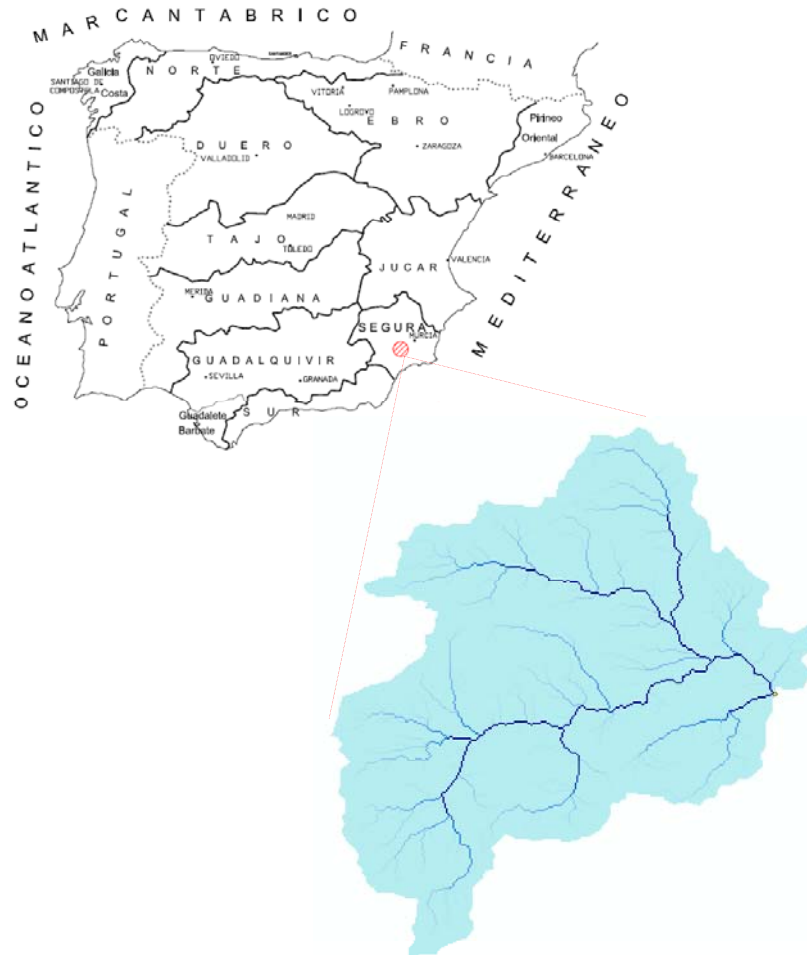 MAR CANTABRICO
FRANCIA
OVIEDO
SANTANDER
Galicia
NORTE
SANTIAGO DE
COMPOSTELA
Costa
VITORIA
PAMPLONA
LOGROYO
EBRO
Pirineo
Oriental
DUERO
VALLADOLID
ZARAGOZA
BARCELONA
OCEANO ATLANTICO
PORTUGAL
MADRID
TAJO
TOLEDO
JUCAR
VALENCIA
MEDITERRANEO
MERIDA
GUADIANA
SEGURA
MURCIA
GUADALQUIVIR
SEVILLA
GRANADA
Guadalete
SUR
Barbate